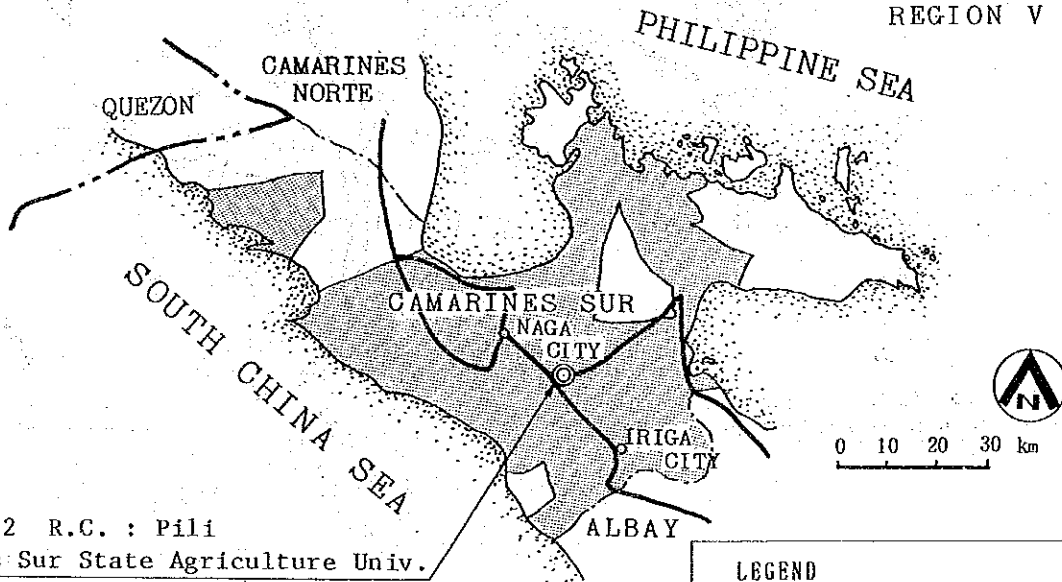 REGION V
PHILIPPINE SEA
CAMARINES
NORTE
QUEZON
SOUTH CHINA SEA
CAMARINES SUR
NAGA
CITY
N
0 10 20 30 km
IRIGA
CITY
ALBAY
2 R.C. : Pili
Sur State Agriculture Univ.
LEGEND